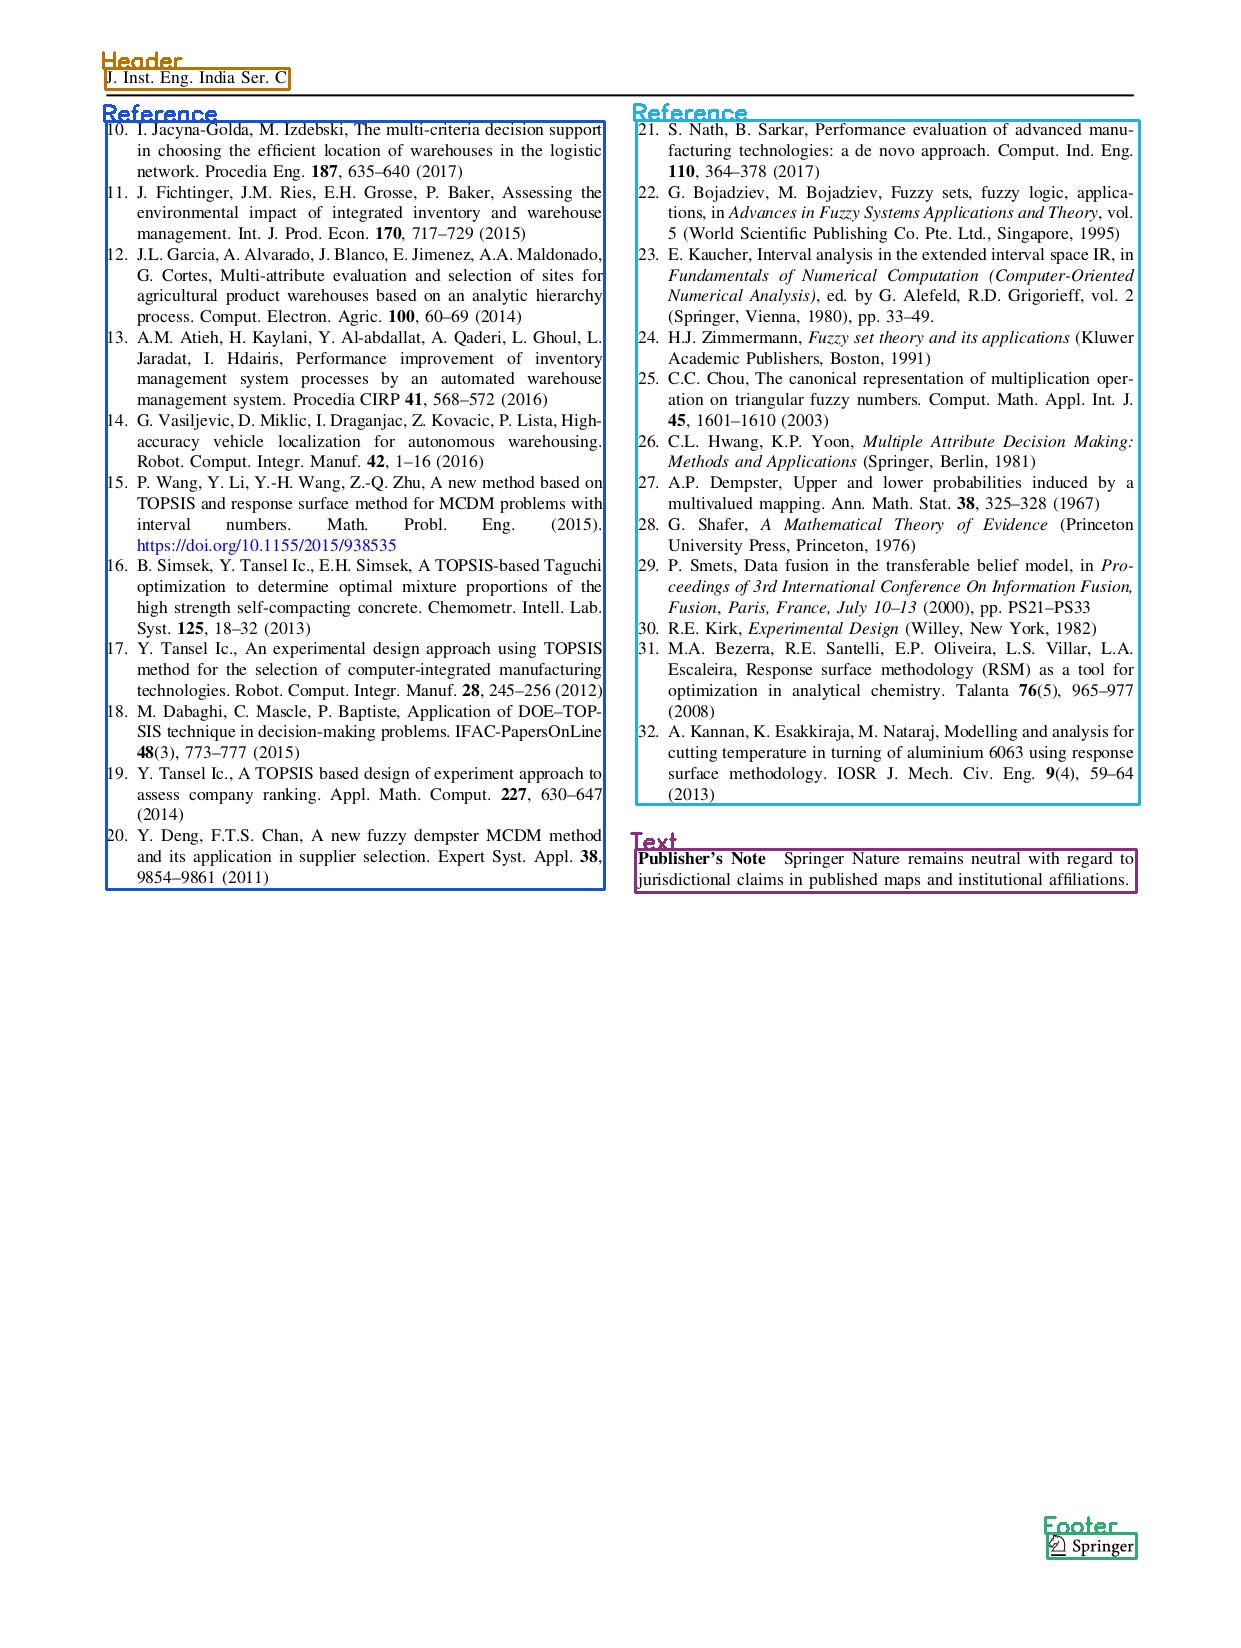 Header
J. Inst. Eng. India Ser. C
Reference
10. I. Jacyna-Golda, M. Izdebski, The multi-criteria decision support
in choosing the efficient location of warehouses in the logistic
network. Procedia Eng. 187, 635–640 (2017)
11. J. Fichtinger, J.M. Ries, E.H. Grosse, P. Baker, Assessing the
environmental impact of integrated inventory and warehouse
management. Int. J. Prod. Econ. 170, 717–729 (2015)
12. J.L. Garcia, A. Alvarado, J. Blanco, E. Jimenez, A.A. Maldonado,
G. Cortes, Multi-attribute evaluation and selection of sites for
agricultural product warehouses based on an analytic hierarchy
process. Comput. Electron. Agric. 100, 60–69 (2014)
13. A.M. Atieh, H. Kaylani, Y. Al-abdallat, A. Qaderi, L. Ghoul, L.
Jaradat, I. Hdairis, Performance improvement of inventory
management system processes by an automated warehouse
management system. Procedia CIRP 41, 568–572 (2016)
14. G. Vasiljevic, D. Miklic, I. Draganjac, Z. Kovacic, P. Lista, High-
accuracy vehicle localization for autonomous warehousing.
Robot. Comput. Integr. Manuf. 42, 1–16 (2016)
15. P. Wang, Y. Li, Y.-H. Wang, Z.-Q. Zhu, A new method based on
TOPSIS and response surface method for MCDM problems with
interval numbers. Math. Probl. Eng. (2015).
https://doi.org/10.1155/2015/938535
16. B. Simsek, Y. Tansel Ic., E.H. Simsek, A TOPSIS-based Taguchi
optimization to determine optimal mixture proportions of the
high strength self-compacting concrete. Chemometr. Intell. Lab.
Syst. 125, 18–32 (2013)
17. Y. Tansel Ic., An experimental design approach using TOPSIS
method for the selection of computer-integrated manufacturing
technologies. Robot. Comput. Integr. Manuf. 28, 245–256 (2012)
18. M. Dabaghi, C. Mascle, P. Baptiste, Application of DOE–TOP-
SIS technique in decision-making problems. IFAC-PapersOnLine
48(3), 773–777 (2015)
19. Y. Tansel Ic., A TOPSIS based design of experiment approach to
assess company ranking. Appl. Math. Comput. 227, 630–647
(2014)
20. Y. Deng, F.T.S. Chan, A new fuzzy dempster MCDM method
and its application in supplier selection. Expert Syst. Appl. 38,
9854–9861 (2011)
Reference
21. S. Nath, B. Sarkar, Performance evaluation of advanced manu-
facturing technologies: a de novo approach. Comput. Ind. Eng.
110, 364–378 (2017)
22. G. Bojadziev, M. Bojadziev, Fuzzy sets, fuzzy logic, applica-
tions, in Advances in Fuzzy Systems Applications and Theory, vol.
5 (World Scientific Publishing Co. Pte. Ltd., Singapore, 1995)
23. E. Kaucher, Interval analysis in the extended interval space IR, in
Fundamentals of Numerical Computation (Computer-Oriented
Numerical Analysis), ed. by G. Alefeld, R.D. Grigorieff, vol. 2
(Springer, Vienna, 1980), pp. 33–49.
24. H.J. Zimmermann, Fuzzy set theory and its applications (Kluwer
Academic Publishers, Boston, 1991)
25. C.C. Chou, The canonical representation of multiplication oper-
ation on triangular fuzzy numbers. Comput. Math. Appl. Int. J.
45, 1601–1610 (2003)
26. C.L. Hwang, K.P. Yoon, Multiple Attribute Decision Making:
Methods and Applications (Springer, Berlin, 1981)
27. A.P. Dempster, Upper and lower probabilities induced by a
multivalued mapping. Ann. Math. Stat. 38, 325–328 (1967)
28. G. Shafer, A Mathematical Theory of Evidence (Princeton
University Press, Princeton, 1976)
29. P. Smets, Data fusion in the transferable belief model, in Pro-
ceedings of 3rd International Conference On Information Fusion,
Fusion, Paris, France, July 10–13 (2000), pp. PS21–PS33
30. R.E. Kirk, Experimental Design (Willey, New York, 1982)
31. M.A. Bezerra, R.E. Santelli, E.P. Oliveira, L.S. Villar, L.A.
Escaleira, Response surface methodology (RSM) as a tool for
optimization in analytical chemistry. Talanta 76(5), 965–977
(2008)
32. A. Kannan, K. Esakkiraja, M. Nataraj, Modelling and analysis for
cutting temperature in turning of aluminium 6063 using response
surface methodology. IOSR J. Mech. Civ. Eng. 9(4), 59–64
(2013)
Text
Publisher's Note Springer Nature remains neutral with regard to
jurisdictional claims in published maps and institutional affiliations.
Footer
Springer